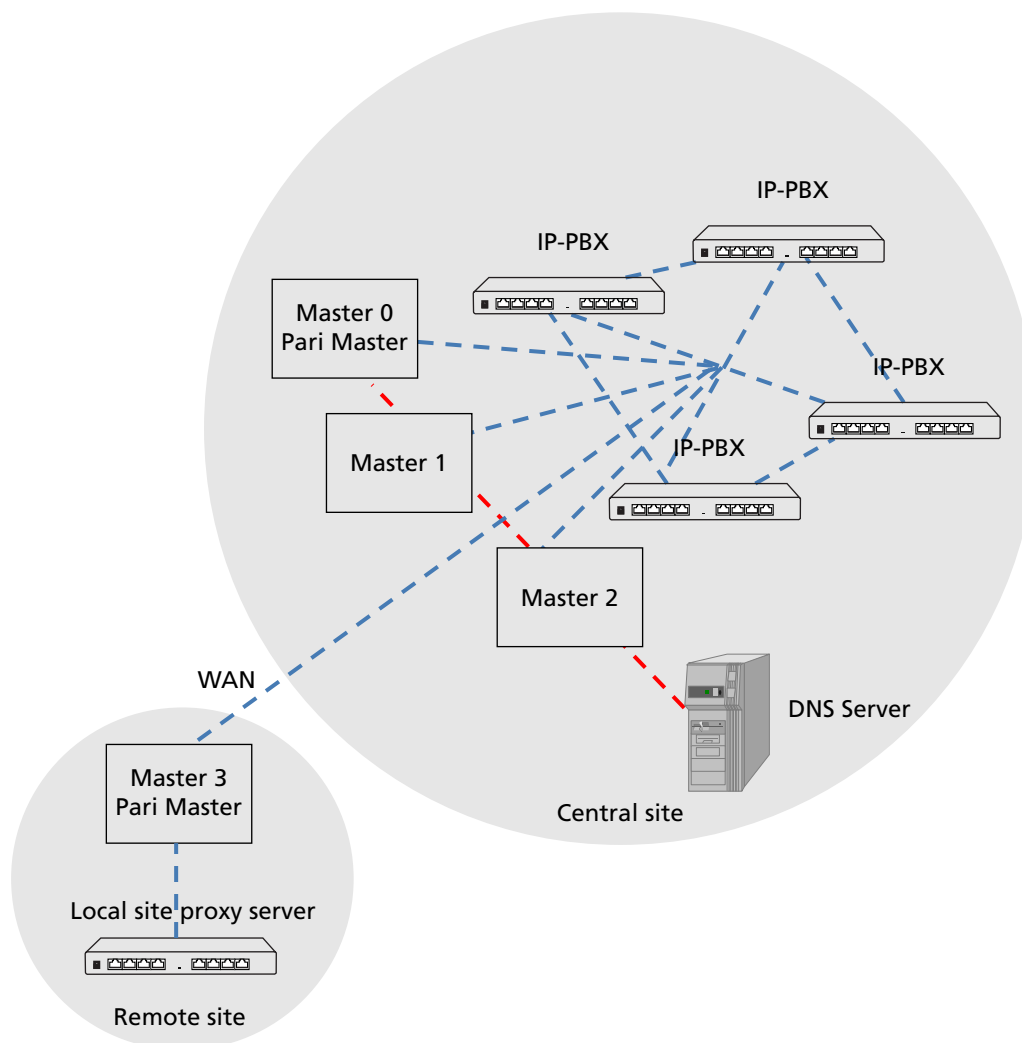 IP-PBX
IP-PBX
Master 0
Pari Master
IP-PBX
Master 1
IP-PBX
Master 2
WAN
DNS Server
Master 3
Pari Master
Central site
Local site proxy server
Remote site